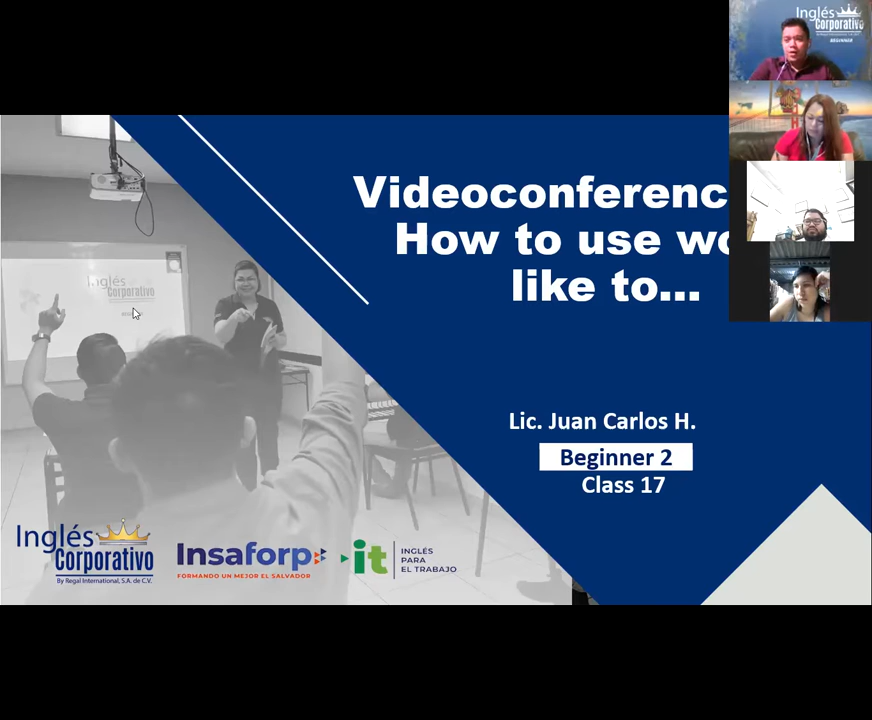 Videoconferenc
How to use wo
like to...
Lic. Juan Carlos H.
Beginner 2
Class 17
Inglés
Corporativo
By Regal International, S.A. de C.V.
Insaforp
FORMANDO UN MEJOR EL SALVADOR
it
INGLÉS
PARA
EL TRABAJO
Inglés
Corporativo
Inglés
Corporativo
BEGINNER